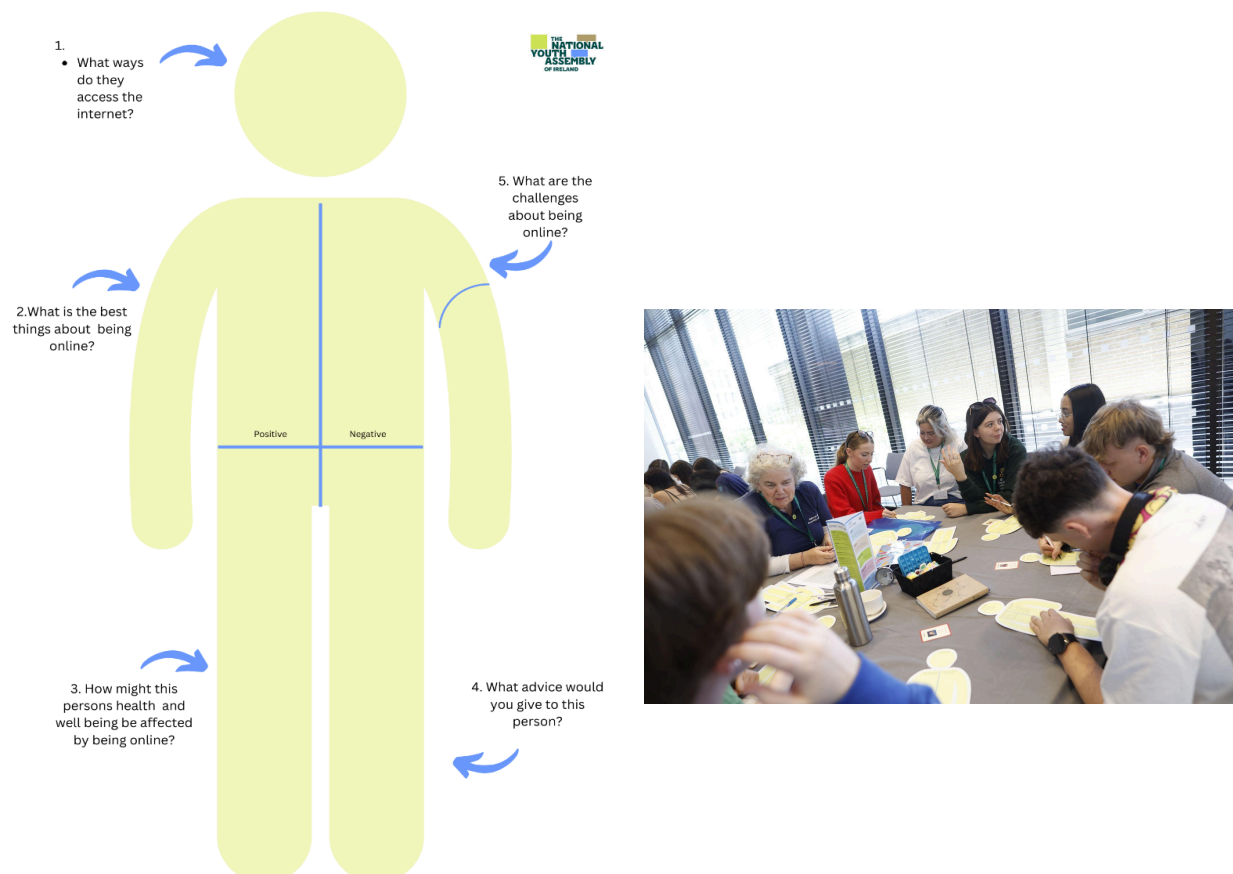 1.
• What ways
do they
access the
internet?
THE
NATIONAL
YOUTH
ASSEMBLY
OF IRELAND
5. What are the
challenges
about being
online?
2.What is the best
things about being
online?
Positive
Negative
3. How might this
persons health and
well being be affected
by being online?
4. What advice would
you give to this
person?